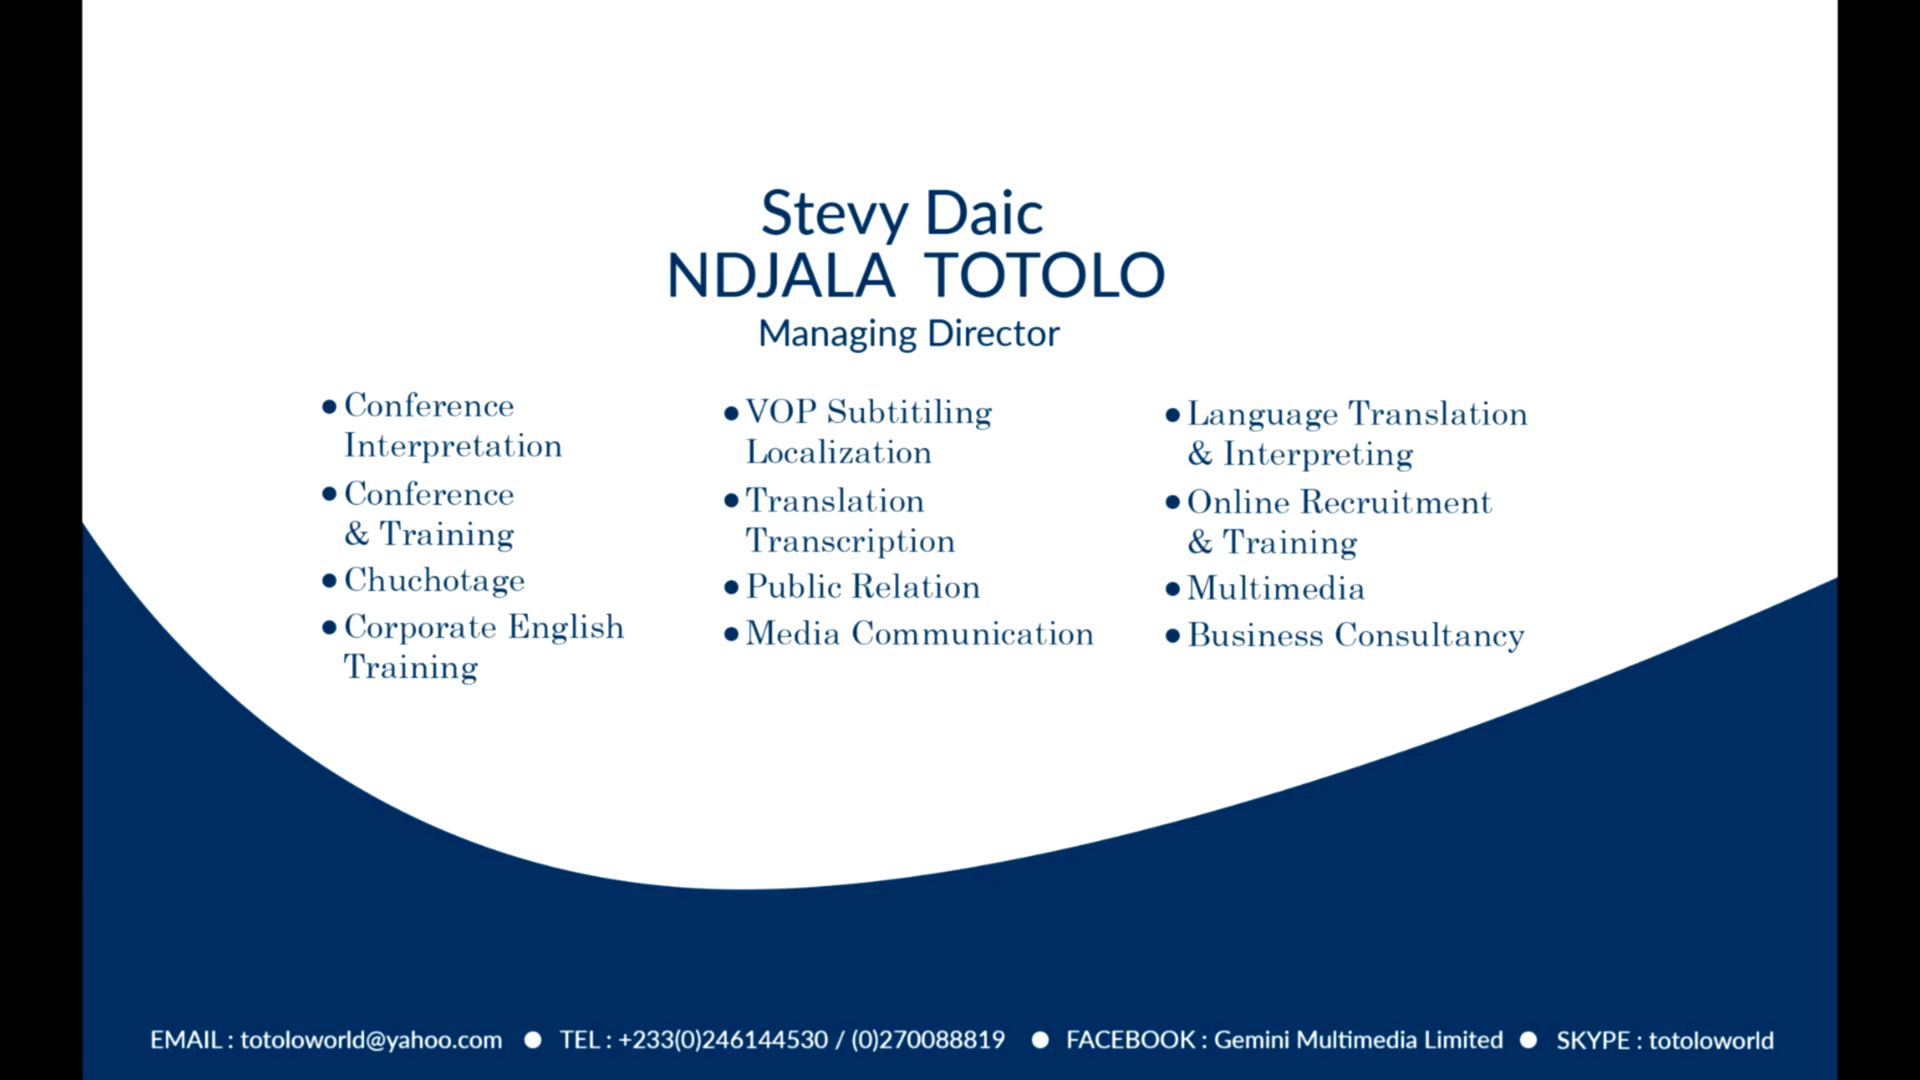 Stevy Daic
NDJALA TOTOLO
Managing Director
● Conference
Interpretation
● Conference
& Training
● Chuchotage
● Corporate English
Training
● VOP Subtitiling
Localization
● Translation
Transcription
● Public Relation
● Media Communication
● Language Translation
& Interpreting
● Online Recruitment
& Training
● Multimedia
● Business Consultancy
EMAIL : totoloworld@yahoo.com ● TEL : +233(0)246144530 / (0)270088819 ● FACEBOOK : Gemini Multimedia Limited ● SKYPE : totoloworld